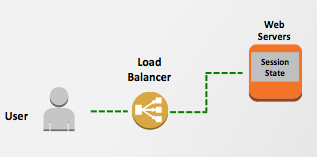 Web
Servers
Load
Balancer
Session
State
User